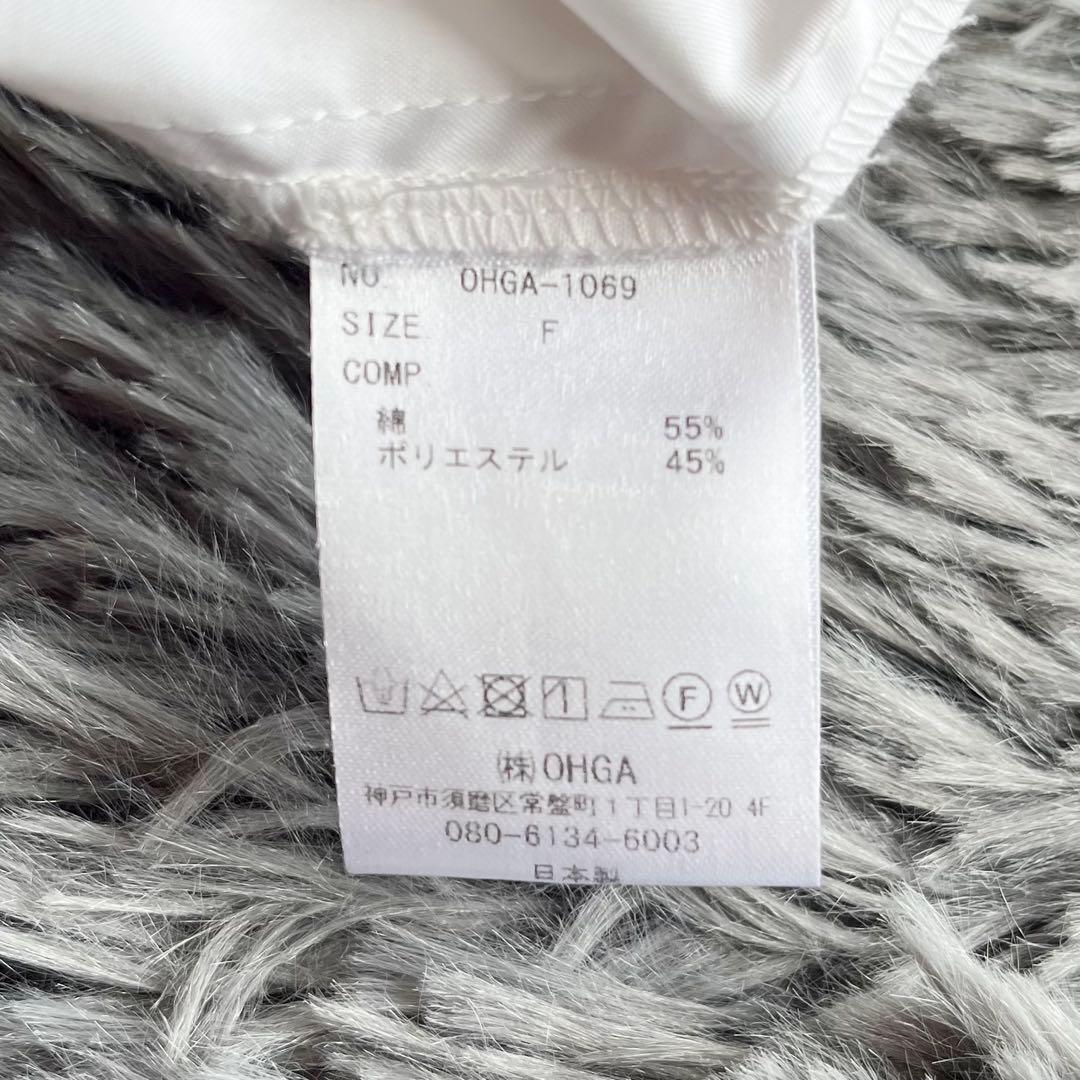 NO. OHGA-1069
SIZE F
COMP
綿 55%
ポリエステル 45%
F W
㈱OHGA
神戸市須磨区常盤町1丁目1-20 4F
080-6134-6003
日本製